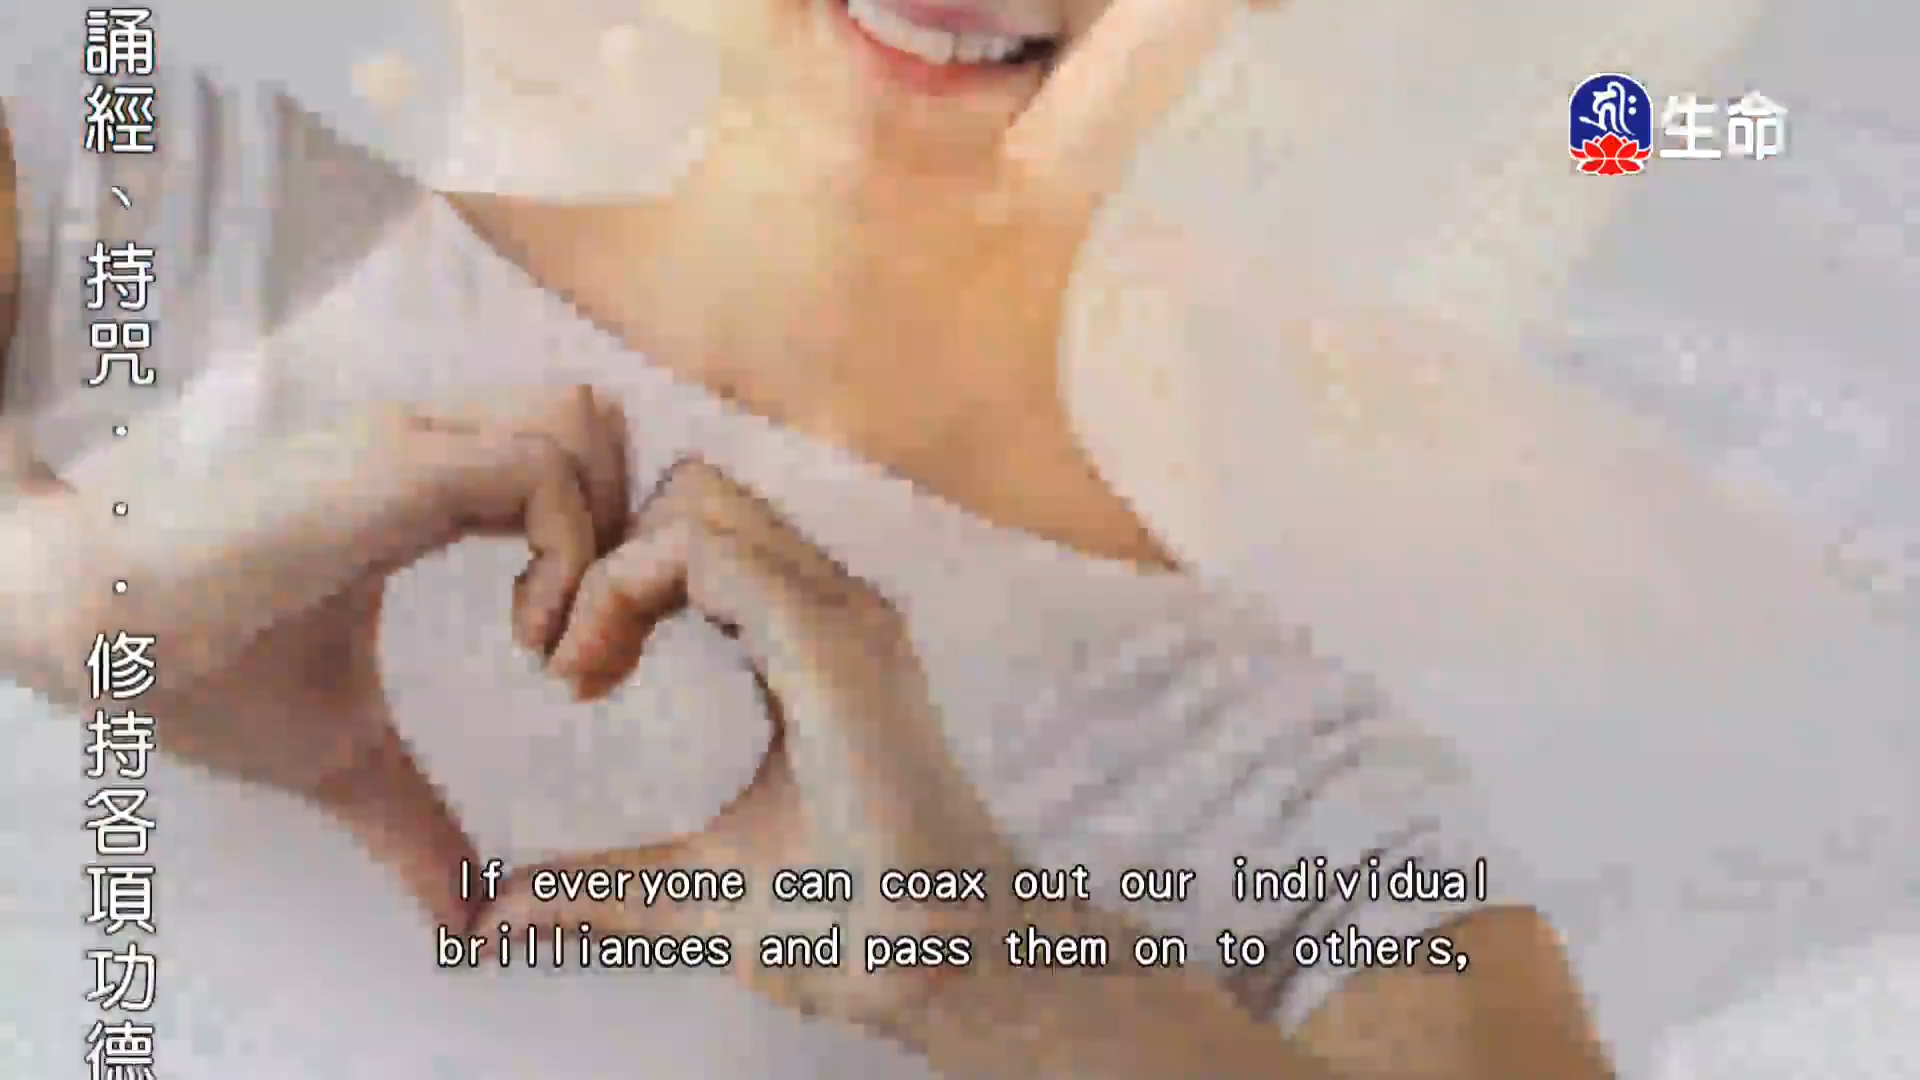 誦經、持咒...修持各項功德
生命
If everyone can coax out our individual
brilliances and pass them on to others,